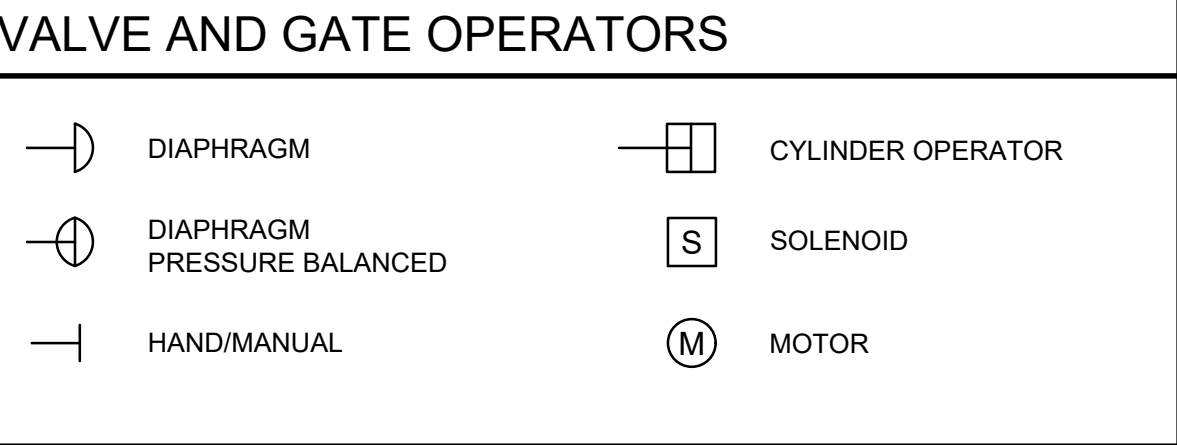 VALVE AND GATE OPERATORS
DIAPHRAGM
DIAPHRAGM
PRESSURE BALANCED
HAND/MANUAL
CYLINDER OPERATOR
S
SOLENOID
M
MOTOR